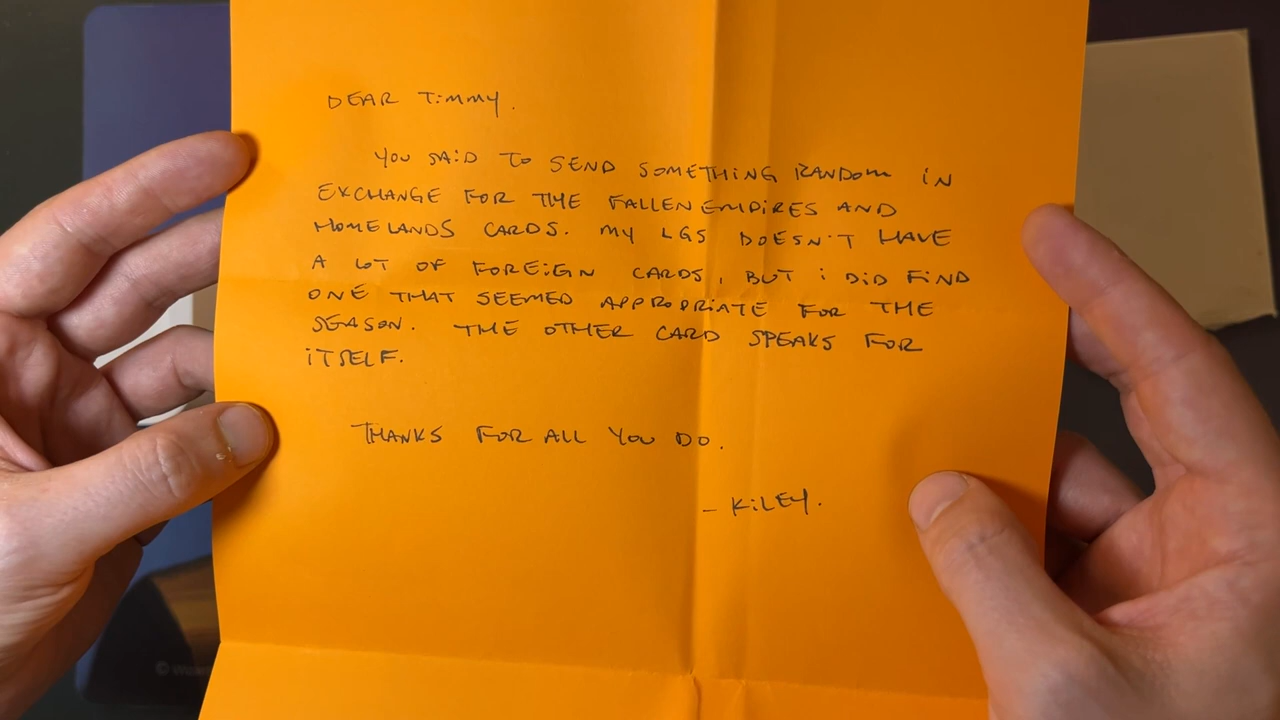 DEAR TIMMY.
YOU SAID TO SEND SOMETHING RANDOM IN
EXCHANGE FOR THE FALLEN EMPIRES AND
HOMELANDS CARDS. MY LGS DOESN'T HAVE
A LOT OF FOREIGN CARDS, BUT I DID FIND
ONE THAT SEEMED APPROPRIATE FOR THE
SEASON. THE OTHER CARD SPEAKS FOR
ITSELF.
THANKS FOR ALL YOU DO.
- KILEY.
©